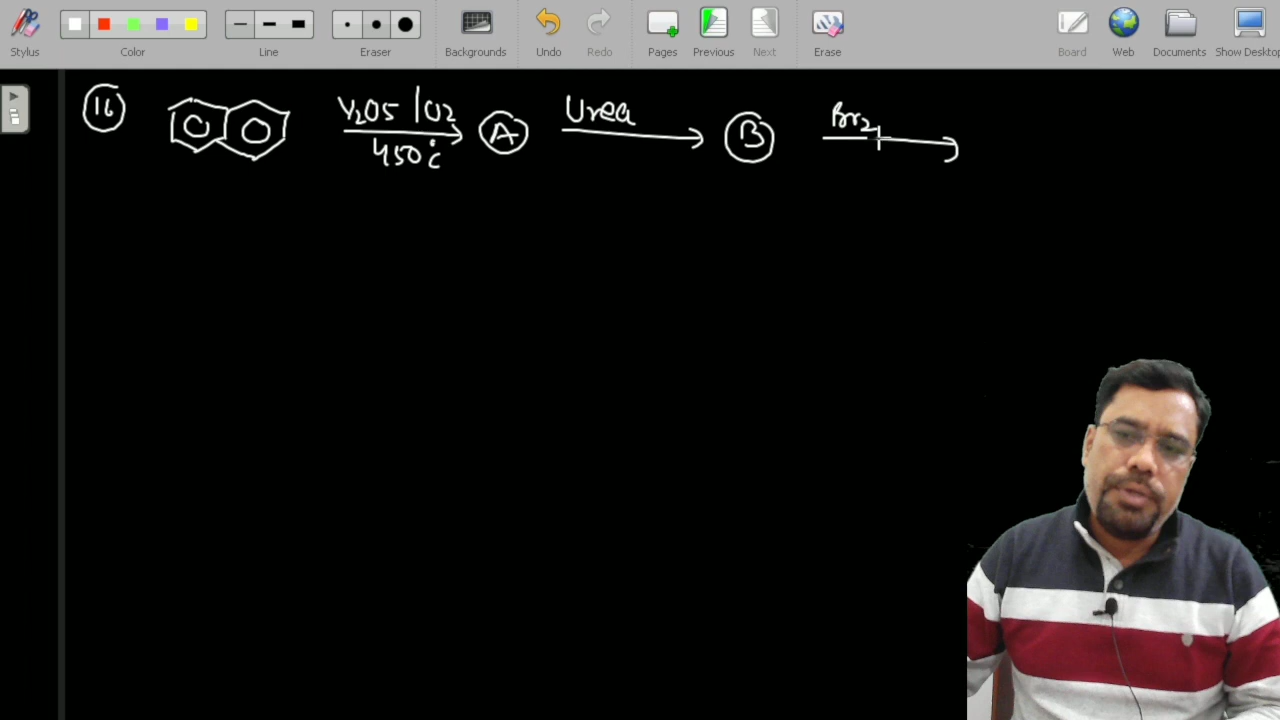 Stylus Color Line Eraser Backgrounds Undo Redo Pages Previous Next Erase Board Web Documents Show Desktop
16 V2O5 / O2 A Urea B Br2
450°C